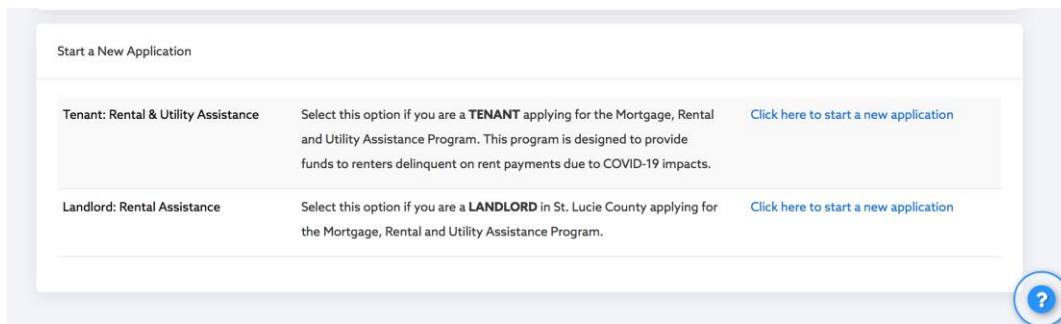 Start a New Application
Tenant: Rental & Utility Assistance
Select this option if you are a TENANT applying for the Mortgage, Rental
and Utility Assistance Program. This program is designed to provide
funds to renters delinquent on rent payments due to COVID-19 impacts.
Click here to start a new application
Landlord: Rental Assistance
Select this option if you are a LANDLORD in St. Lucie County applying for
the Mortgage, Rental and Utility Assistance Program.
Click here to start a new application
?